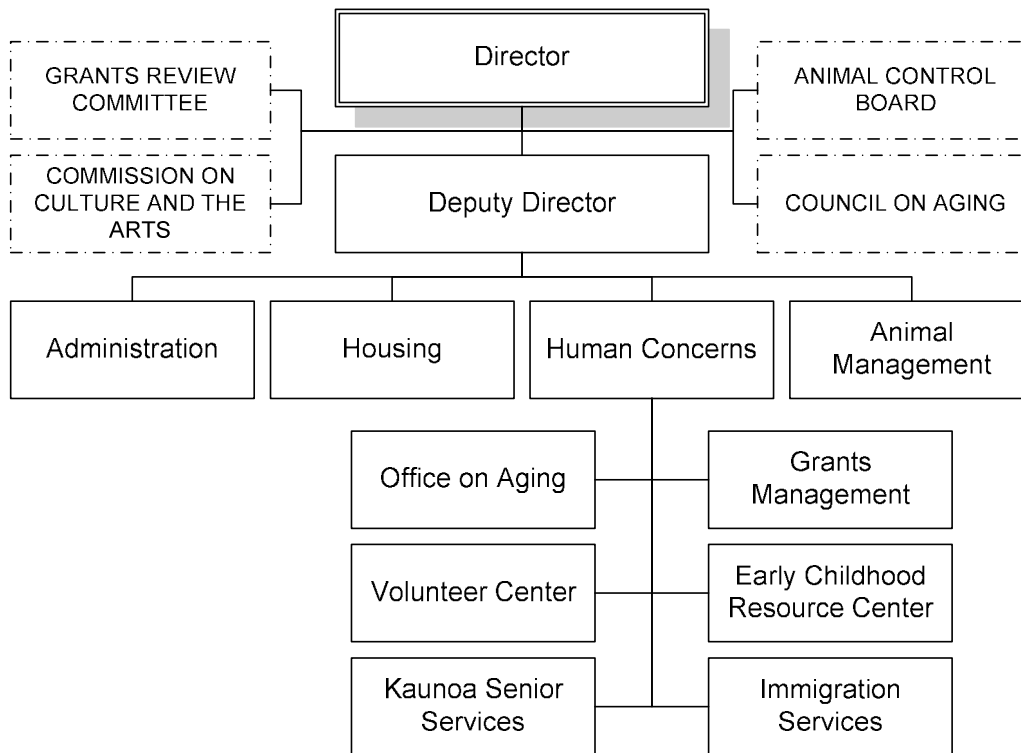 Director
GRANTS REVIEW
COMMITTEE
ANIMAL CONTROL
BOARD
COMMISSION ON
CULTURE AND THE
ARTS
Deputy Director
COUNCIL ON AGING
Administration
Housing
Human Concerns
Animal
Management
Office on Aging
Grants
Management
Volunteer Center
Early Childhood
Resource Center
Kaunoa Senior
Services
Immigration
Services